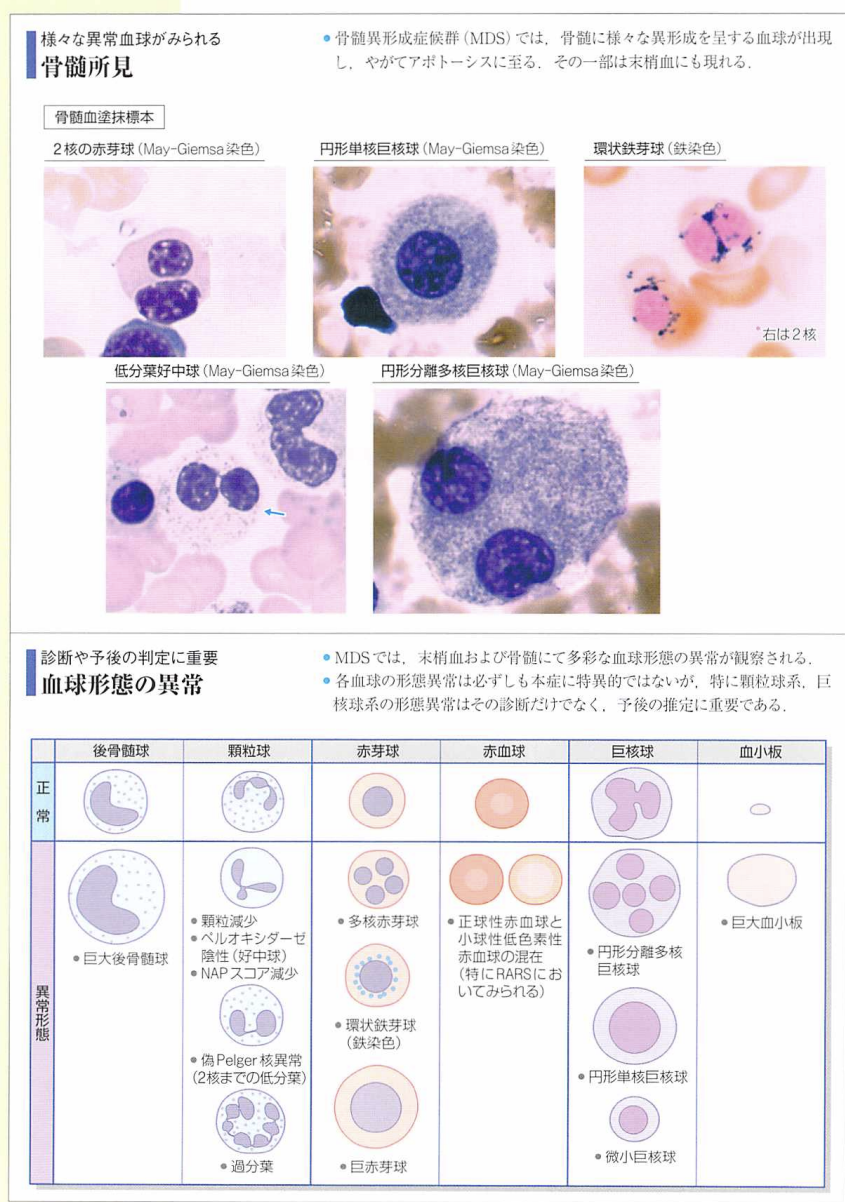 様々な異常血球がみられる
骨髄所見
• 骨髄異形成症候群(MDS)では，骨髄に様々な異形成を呈する血球が出現
し，やがてアポトーシスに至る．その一部は末梢血にも現れる．
骨髄血塗抹標本
2核の赤芽球(May-Giemsa染色)
円形単核巨核球(May-Giemsa染色)
環状鉄芽球(鉄染色)
*右は2核
低分葉好中球(May-Giemsa染色)
円形分離多核巨核球(May-Giemsa染色)
診断や予後の判定に重要
血球形態の異常
• MDSでは，末梢血および骨髄にて多彩な血球形態の異常が観察される．
• 各血球の形態異常は必ずしも本症に特異的ではないが，特に顆粒球系，巨
核球系の形態異常はその診断だけでなく，予後の推定に重要である．
後骨髄球 顆粒球 赤芽球 赤血球 巨核球 血小板
正常
異常形態
• 巨大後骨髄球
• 顆粒減少
• ペルオキシダーゼ
陰性(好中球)
• NAPスコア減少
• 偽Pelger核異常
(2核までの低分葉)
• 過分葉
• 多核赤芽球
• 環状鉄芽球
(鉄染色)
• 巨赤芽球
• 正球性赤血球と
小球性低色素性
赤血球の混在
(特にRARSにお
いてみられる)
• 円形分離多核
巨核球
• 円形単核巨核球
• 微小巨核球
• 巨大血小板